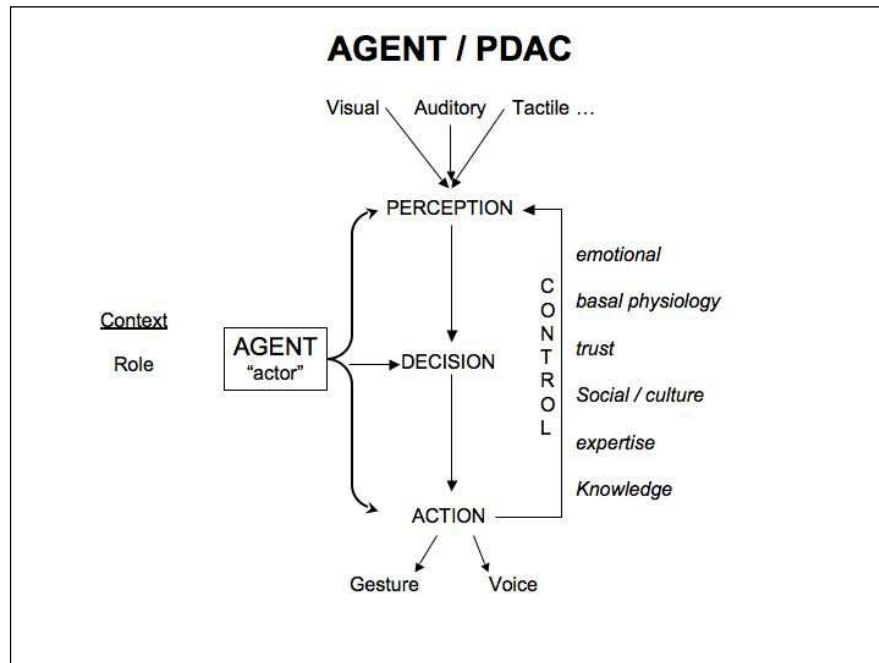 AGENT / PDAC
Visual Auditory Tactile …
PERCEPTION
emotional
basal physiology
trust
Social / culture
expertise
Knowledge
CONTROL
Context
Role
AGENT
“actor”
DECISION
ACTION
Gesture Voice